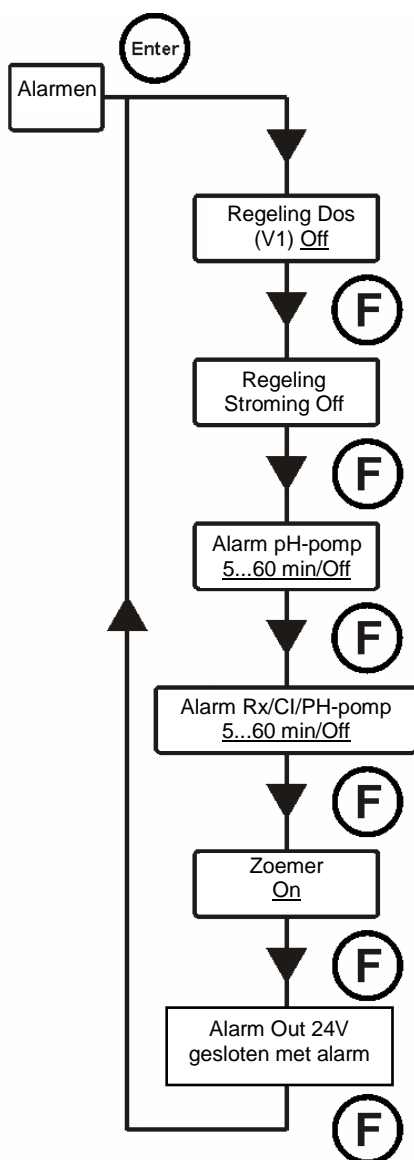 Enter
Alarmen
Regeling Dos
(V1) Off
F
Regeling
Stroming Off
F
Alarm pH-pomp
5...60 min/Off
F
Alarm Rx/Cl/PH-pomp
5...60 min/Off
F
Zoemer
On
F
Alarm Out 24V
gesloten met alarm
F